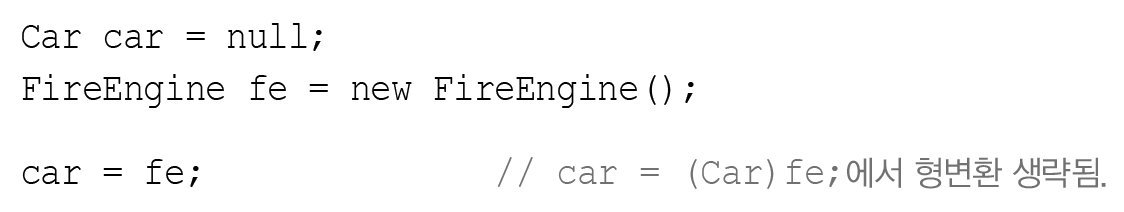 Car car = null;
FireEngine fe = new FireEngine();
car = fe; // car = (Car)fe;에서 형변환 생략됨.